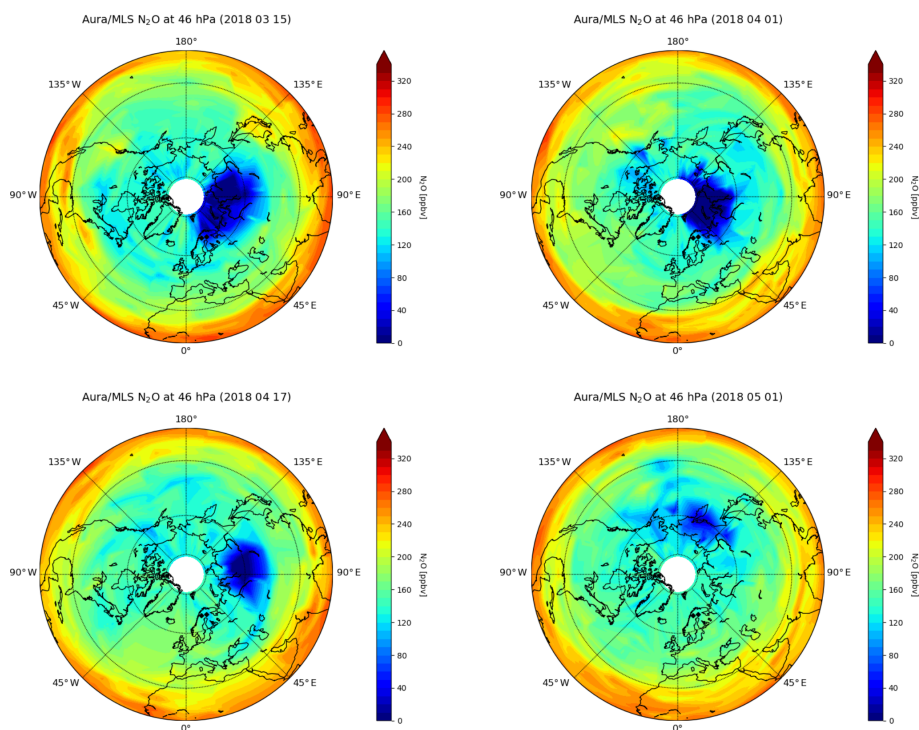 Aura/MLS N₂O at 46 hPa (2018 03 15)
180°
135°W
135°E
90°W
90°E
45°W
45°E
0°
320
280
240
200
160
120
80
40
0
N₂O [ppbv]
Aura/MLS N₂O at 46 hPa (2018 04 01)
180°
135°W
135°E
90°W
90°E
45°W
45°E
0°
320
280
240
200
160
120
80
40
0
N₂O [ppbv]
Aura/MLS N₂O at 46 hPa (2018 04 17)
180°
135°W
135°E
90°W
90°E
45°W
45°E
0°
320
280
240
200
160
120
80
40
0
N₂O [ppbv]
Aura/MLS N₂O at 46 hPa (2018 05 01)
180°
135°W
135°E
90°W
90°E
45°W
45°E
0°
320
280
240
200
160
120
80
40
0
N₂O [ppbv]